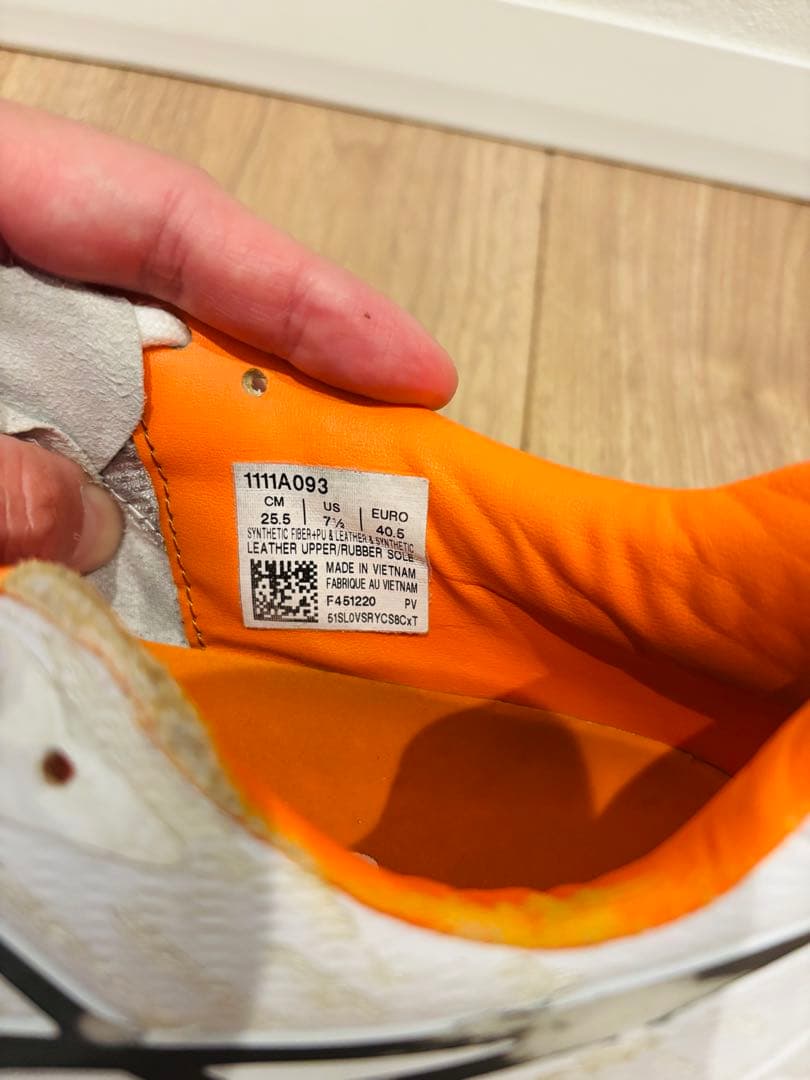 1111A093
CM US EURO
25.5 7½ 40.5
SYNTHETIC FIBER+PU & LEATHER & SYNTHETIC
LEATHER UPPER/RUBBER SOLE
MADE IN VIETNAM
FABRIQUE AU VIETNAM
F451220 PV
51SL0VSRYCS8CxT